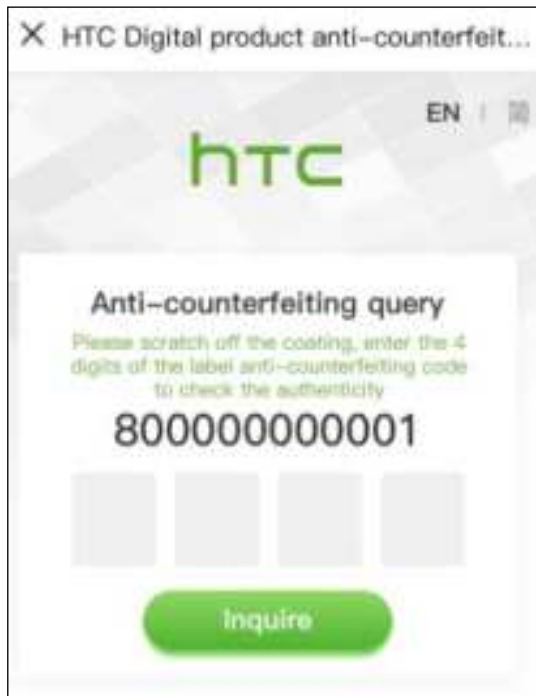 X HTC Digital product anti-counterfeit...
EN | 简
hTC
Anti-counterfeiting query
Please scratch off the coating, enter the 4
digits of the label anti-counterfeiting code
to check the authenticity
800000000001
Inquire